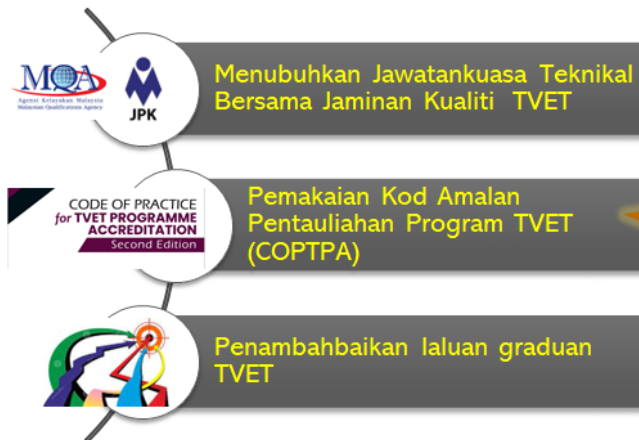 MQA
Agensi Kelayakan Malaysia
Malaysian Qualifications Agency
JPK
Menubuhkan Jawatankuasa Teknikal
Bersama Jaminan Kualiti TVET
CODE OF PRACTICE
for TVET PROGRAMME
ACCREDITATION
Second Edition
Pemakaian Kod Amalan
Pentauliahan Program TVET
(COPTPA)
Penambahbaikan laluan graduan
TVET